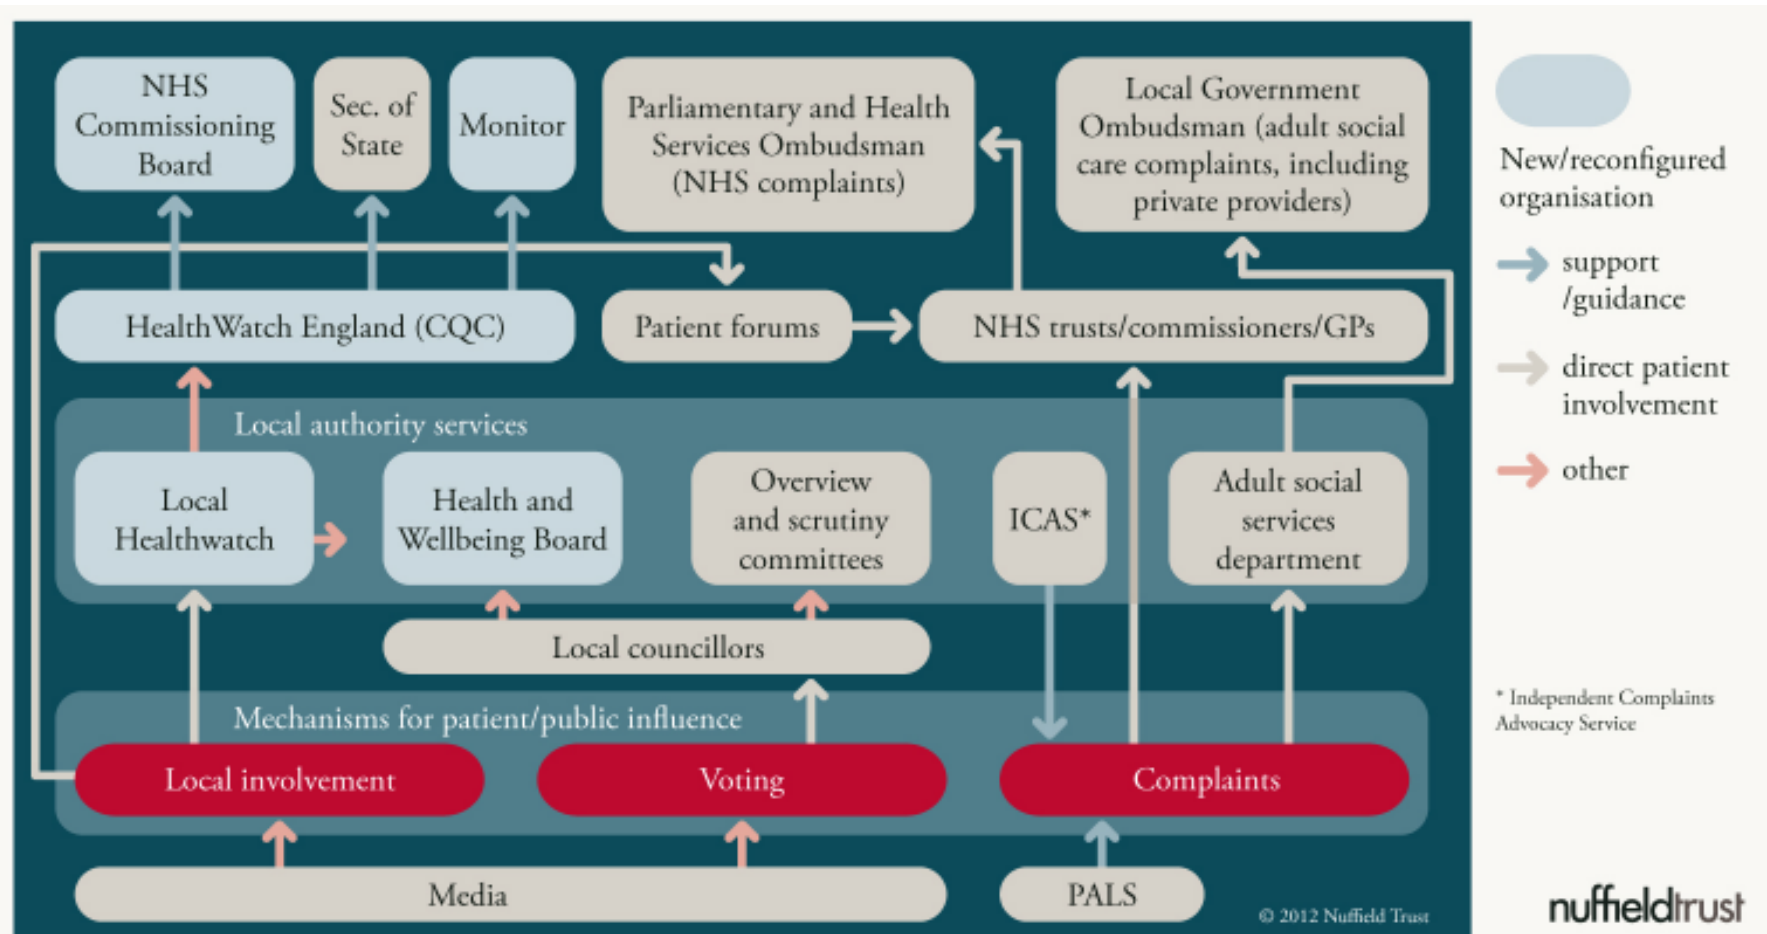 NHS
Commissioning
Board
Sec. of
State
Monitor
Parliamentary and Health
Services Ombudsman
(NHS complaints)
Local Government
Ombudsman (adult social
care complaints, including
private providers)
New/reconfigured
organisation
support
/guidance
direct patient
involvement
other
HealthWatch England (CQC)
Patient forums
NHS trusts/commissioners/GPs
Local authority services
Local
Healthwatch
Health and
Wellbeing Board
Overview
and scrutiny
committees
ICAS*
Adult social
services
department
Local councillors
Mechanisms for patient/public influence
Local involvement
Voting
Complaints
Media
PALS
* Independent Complaints
Advocacy Service
© 2012 Nuffield Trust
nuffieldtrust